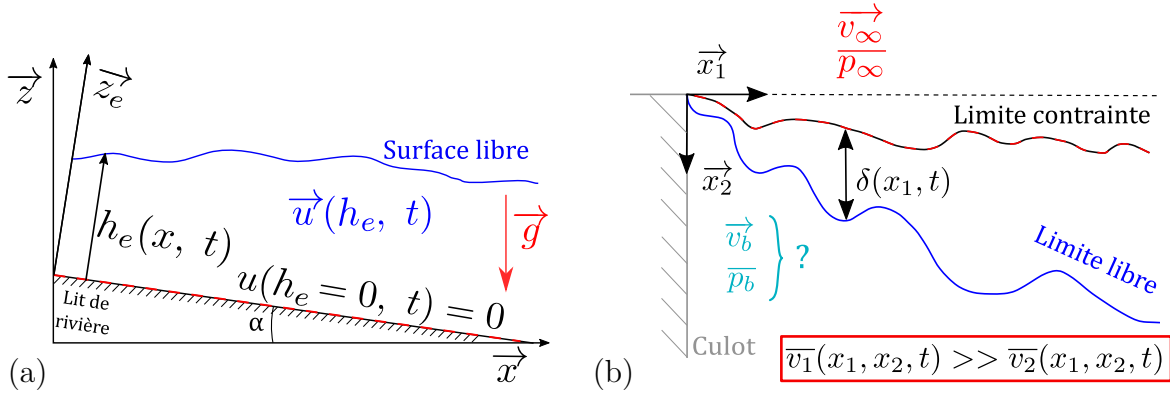 z⃗
z_e⃗
Surface libre
u⃗(h_e, t)
g⃗
h_e(x, t)
u(h_e = 0, t) = 0
Lit de
rivière
α
x⃗
(a)
v_∞⃗
p_∞̅
x_1⃗
Limite contrainte
x_2⃗
δ(x_1, t)
v_b⃗
p_b̅
} ?
Limite libre
Culot
v_1̅(x_1, x_2, t) >> v_2̅(x_1, x_2, t)
(b)